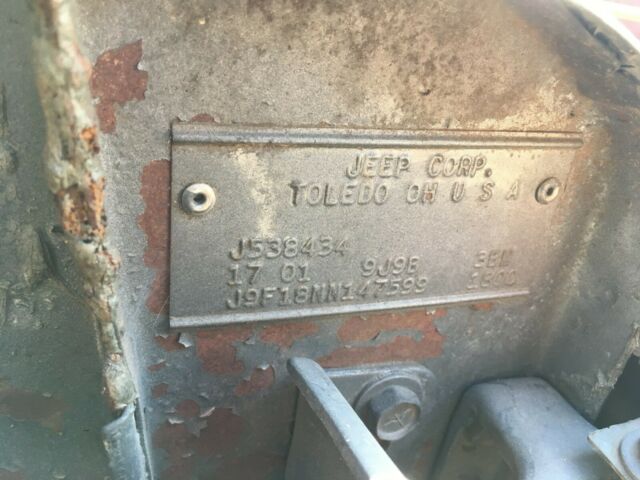 JEEP CORP.
TOLEDO OH U S A
J538434
17 01 9J9B
J9F18NN147599